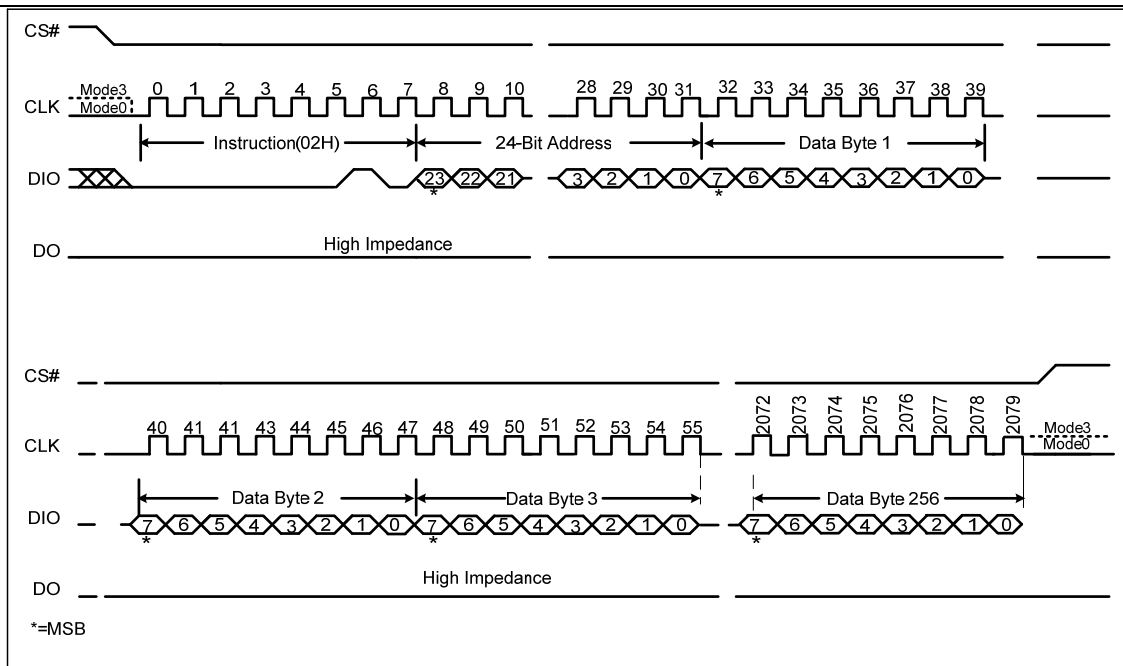 CS#
Mode3
0 1 2 3 4 5 6 7 8 9 10 28 29 30 31 32 33 34 35 36 37 38 39
CLK
Mode0
Instruction(02H) 24-Bit Address Data Byte 1
DIO 23 22 21 3 2 1 0 7 6 5 4 3 2 1 0
* *
High Impedance
DO
CS#
40 41 41 43 44 45 46 47 48 49 50 51 52 53 54 55 2072 2073 2074 2075 2076 2077 2078 2079
CLK Mode3
Mode0
Data Byte 2 Data Byte 3 Data Byte 256
DIO 7 6 5 4 3 2 1 0 7 6 5 4 3 2 1 0 7 6 5 4 3 2 1 0
* * *
High Impedance
DO
*=MSB